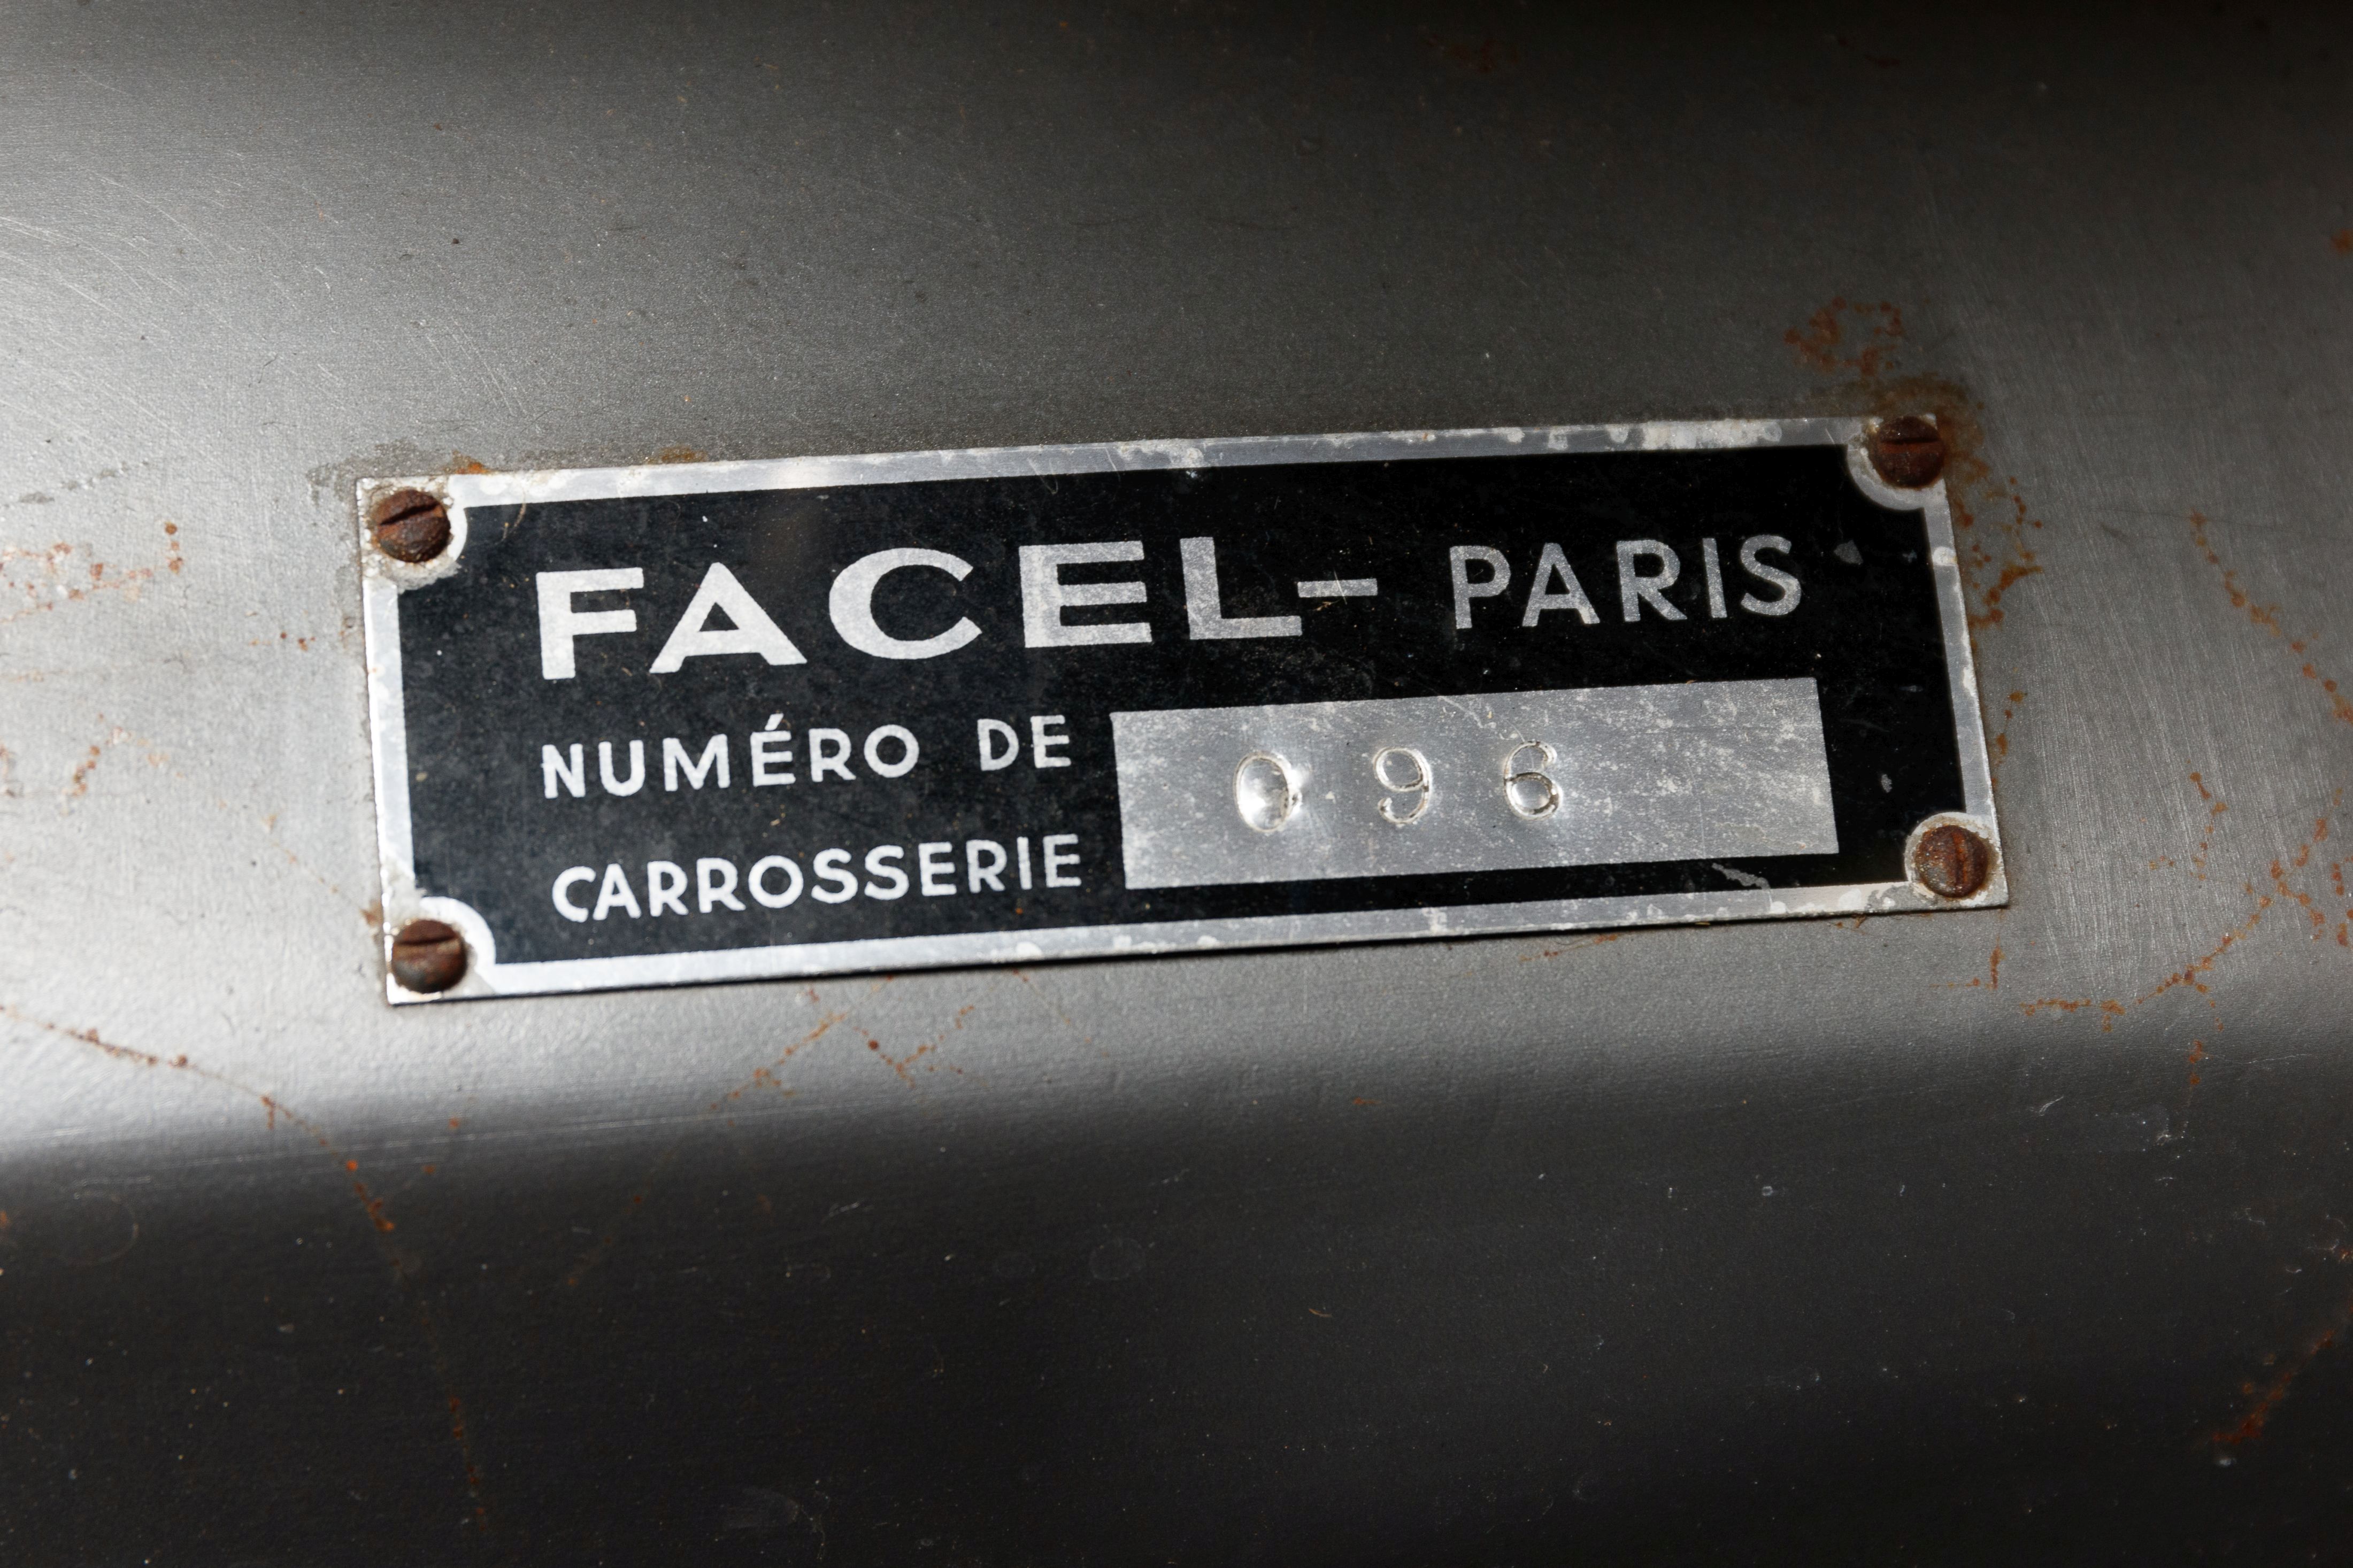 FACEL- PARIS
NUMÉRO DE
CARROSSERIE
096